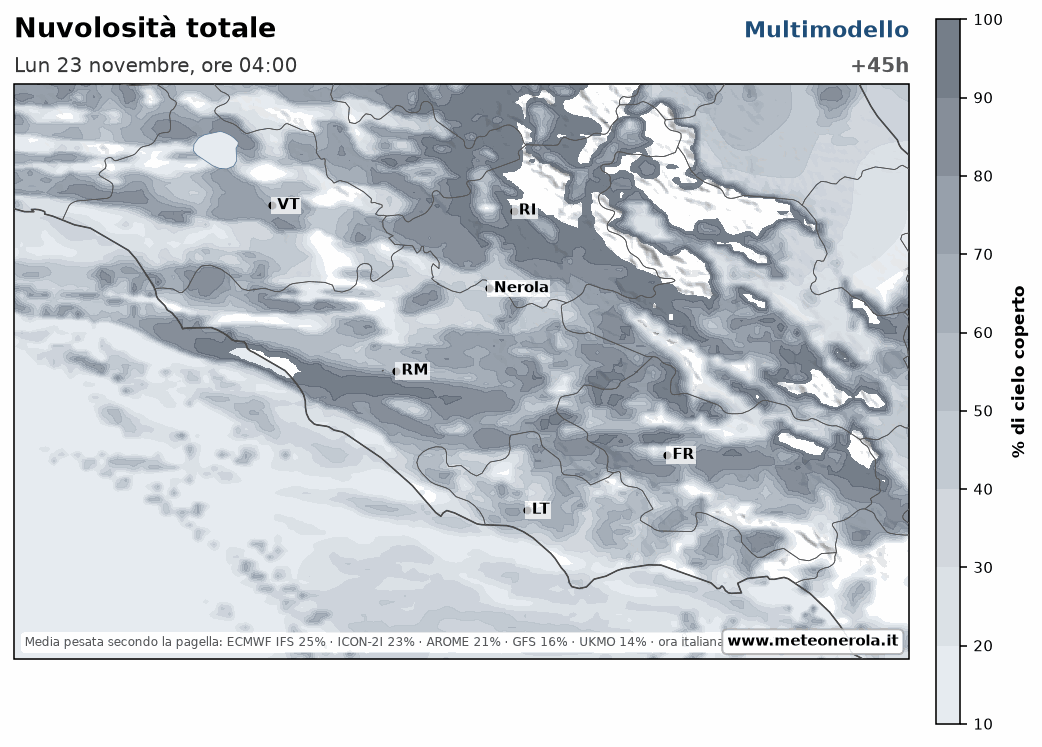 Nuvolosità totale
Multimodello
Lun 23 novembre, ore 04:00
+45h
VT
RI
Nerola
RM
FR
LT
Media pesata secondo la pagella: ECMWF IFS 25% · ICON-2I 23% · AROME 21% · GFS 16% · UKMO 14% · ora italiana
www.meteonerola.it
100
90
80
70
60
50
40
30
20
10
% di cielo coperto